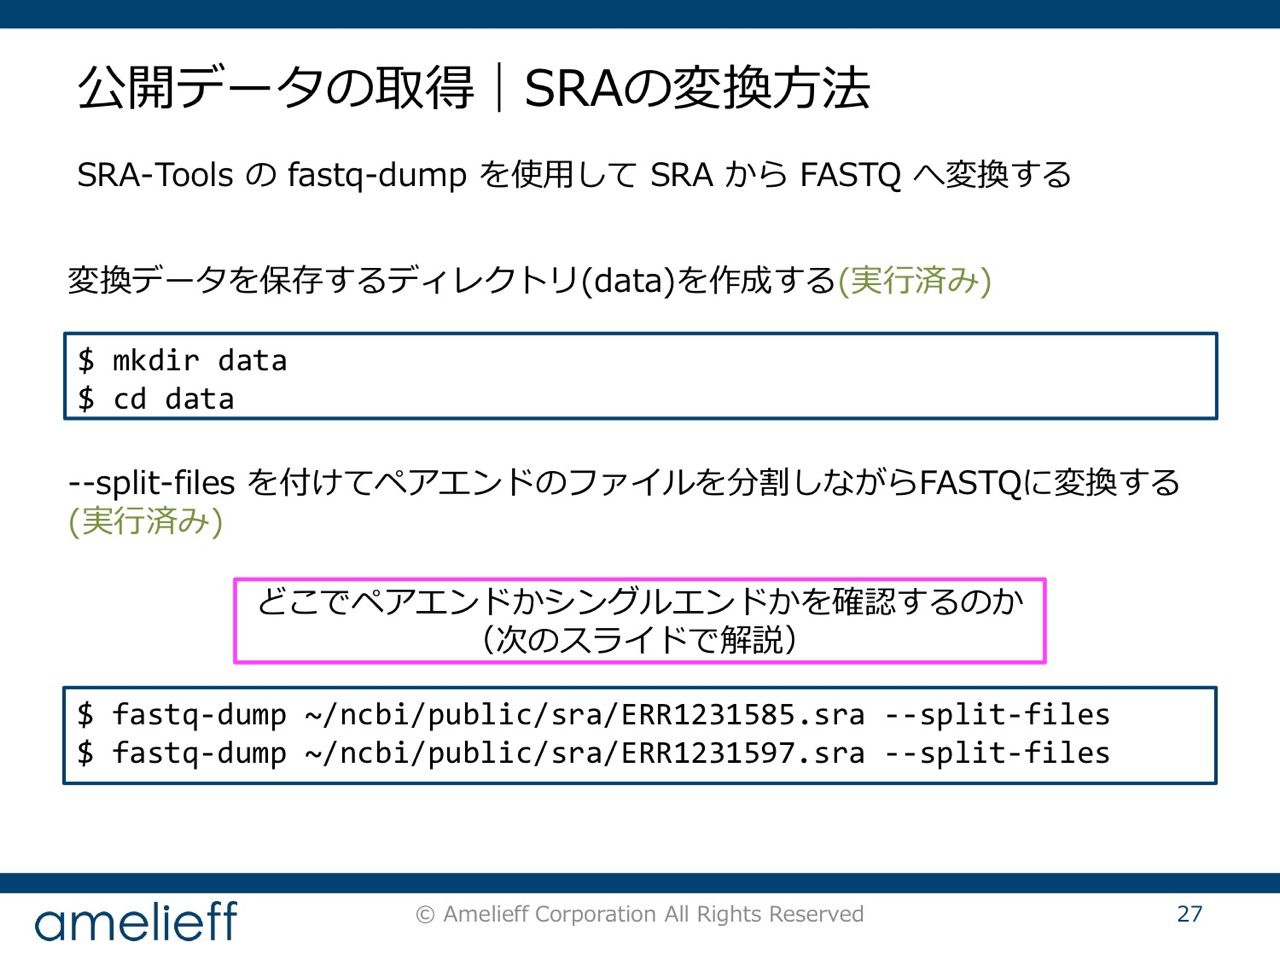 公開データの取得｜SRAの変換方法
SRA-Tools の fastq-dump を使用して SRA から FASTQ へ変換する
変換データを保存するディレクトリ(data)を作成する(実行済み)
$ mkdir data
$ cd data
--split-files を付けてペアエンドのファイルを分割しながらFASTQに変換する
(実行済み)
どこでペアエンドかシングルエンドかを確認するのか
（次のスライドで解説）
$ fastq-dump ~/ncbi/public/sra/ERR1231585.sra --split-files
$ fastq-dump ~/ncbi/public/sra/ERR1231597.sra --split-files
amelieff
© Amelieff Corporation All Rights Reserved
27